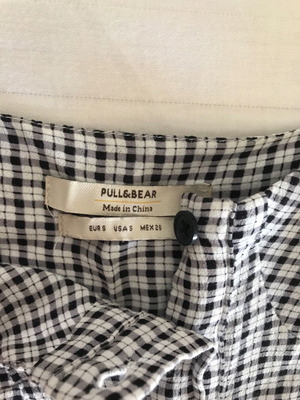 PULL&BEAR
Made in China
EUR S USA S MEX 26